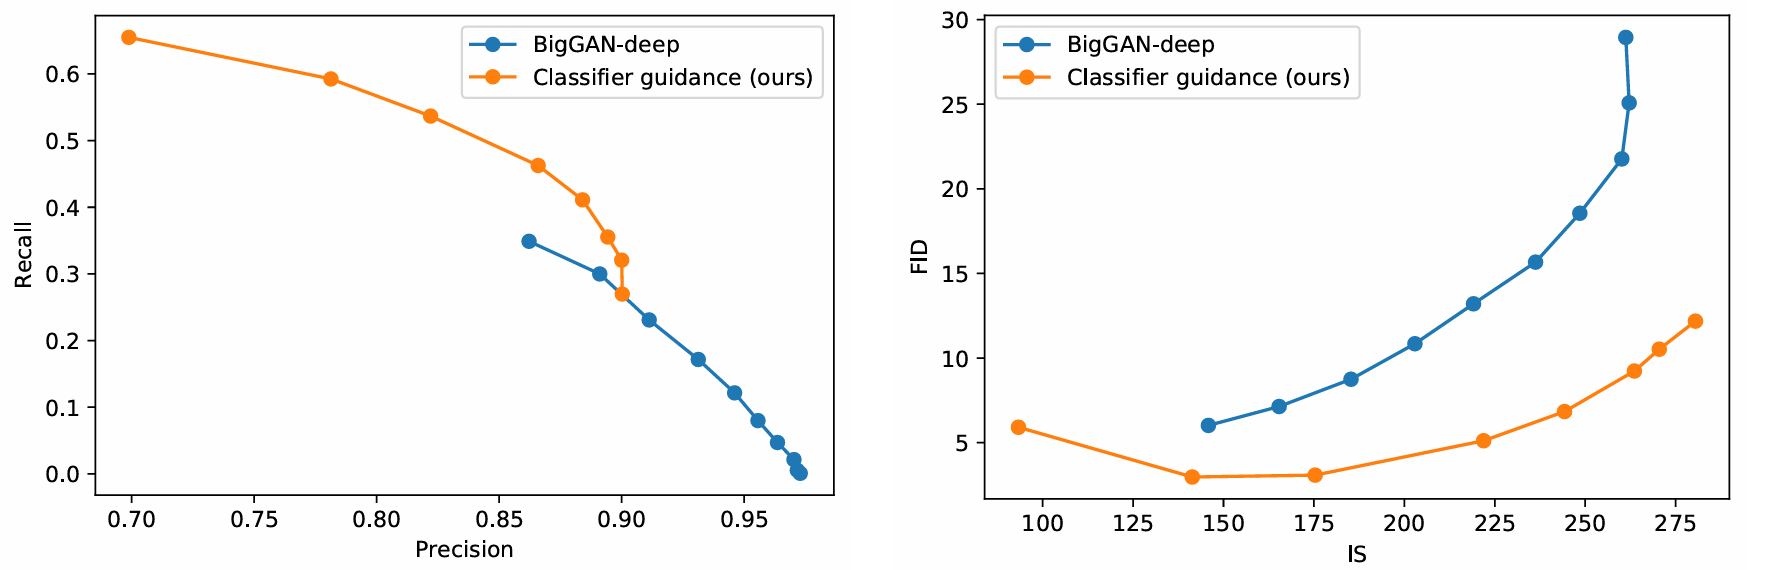 BigGAN-deep
Classifier guidance (ours)
0.6
0.5
0.4
0.3
0.2
0.1
0.0
Recall
0.70 0.75 0.80 0.85 0.90 0.95
Precision
BigGAN-deep
Classifier guidance (ours)
30
25
20
15
10
5
FID
100 125 150 175 200 225 250 275
IS